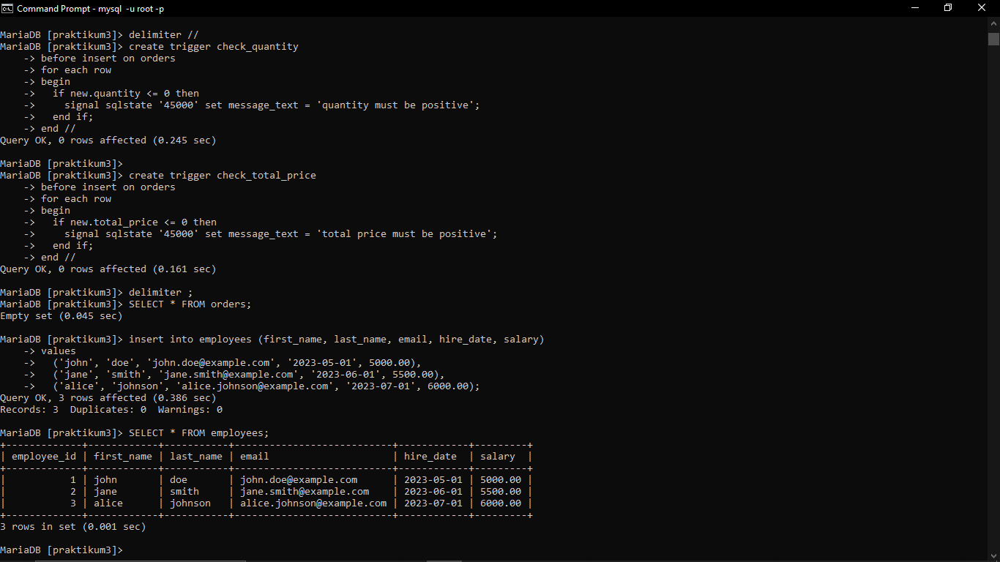 Command Prompt - mysql  -u root -p
MariaDB [praktikum3]> delimiter //
MariaDB [praktikum3]> create trigger check_quantity
    -> before insert on orders
    -> for each row
    -> begin
    ->   if new.quantity <= 0 then
    ->     signal sqlstate '45000' set message_text = 'quantity must be positive';
    ->   end if;
    -> end //
Query OK, 0 rows affected (0.245 sec)

MariaDB [praktikum3]>
MariaDB [praktikum3]> create trigger check_total_price
    -> before insert on orders
    -> for each row
    -> begin
    ->   if new.total_price <= 0 then
    ->     signal sqlstate '45000' set message_text = 'total price must be positive';
    ->   end if;
    -> end //
Query OK, 0 rows affected (0.161 sec)

MariaDB [praktikum3]> delimiter ;
MariaDB [praktikum3]> SELECT * FROM orders;
Empty set (0.045 sec)

MariaDB [praktikum3]> insert into employees (first_name, last_name, email, hire_date, salary)
    -> values
    ->   ('john', 'doe', 'john.doe@example.com', '2023-05-01', 5000.00),
    ->   ('jane', 'smith', 'jane.smith@example.com', '2023-06-01', 5500.00),
    ->   ('alice', 'johnson', 'alice.johnson@example.com', '2023-07-01', 6000.00);
Query OK, 3 rows affected (0.386 sec)
Records: 3  Duplicates: 0  Warnings: 0

MariaDB [praktikum3]> SELECT * FROM employees;
+-------------+------------+-----------+---------------------------+------------+---------+
| employee_id | first_name | last_name | email                     | hire_date  | salary  |
+-------------+------------+-----------+---------------------------+------------+---------+
|           1 | john       | doe       | john.doe@example.com      | 2023-05-01 | 5000.00 |
|           2 | jane       | smith     | jane.smith@example.com    | 2023-06-01 | 5500.00 |
|           3 | alice      | johnson   | alice.johnson@example.com | 2023-07-01 | 6000.00 |
+-------------+------------+-----------+---------------------------+------------+---------+
3 rows in set (0.001 sec)

MariaDB [praktikum3]>